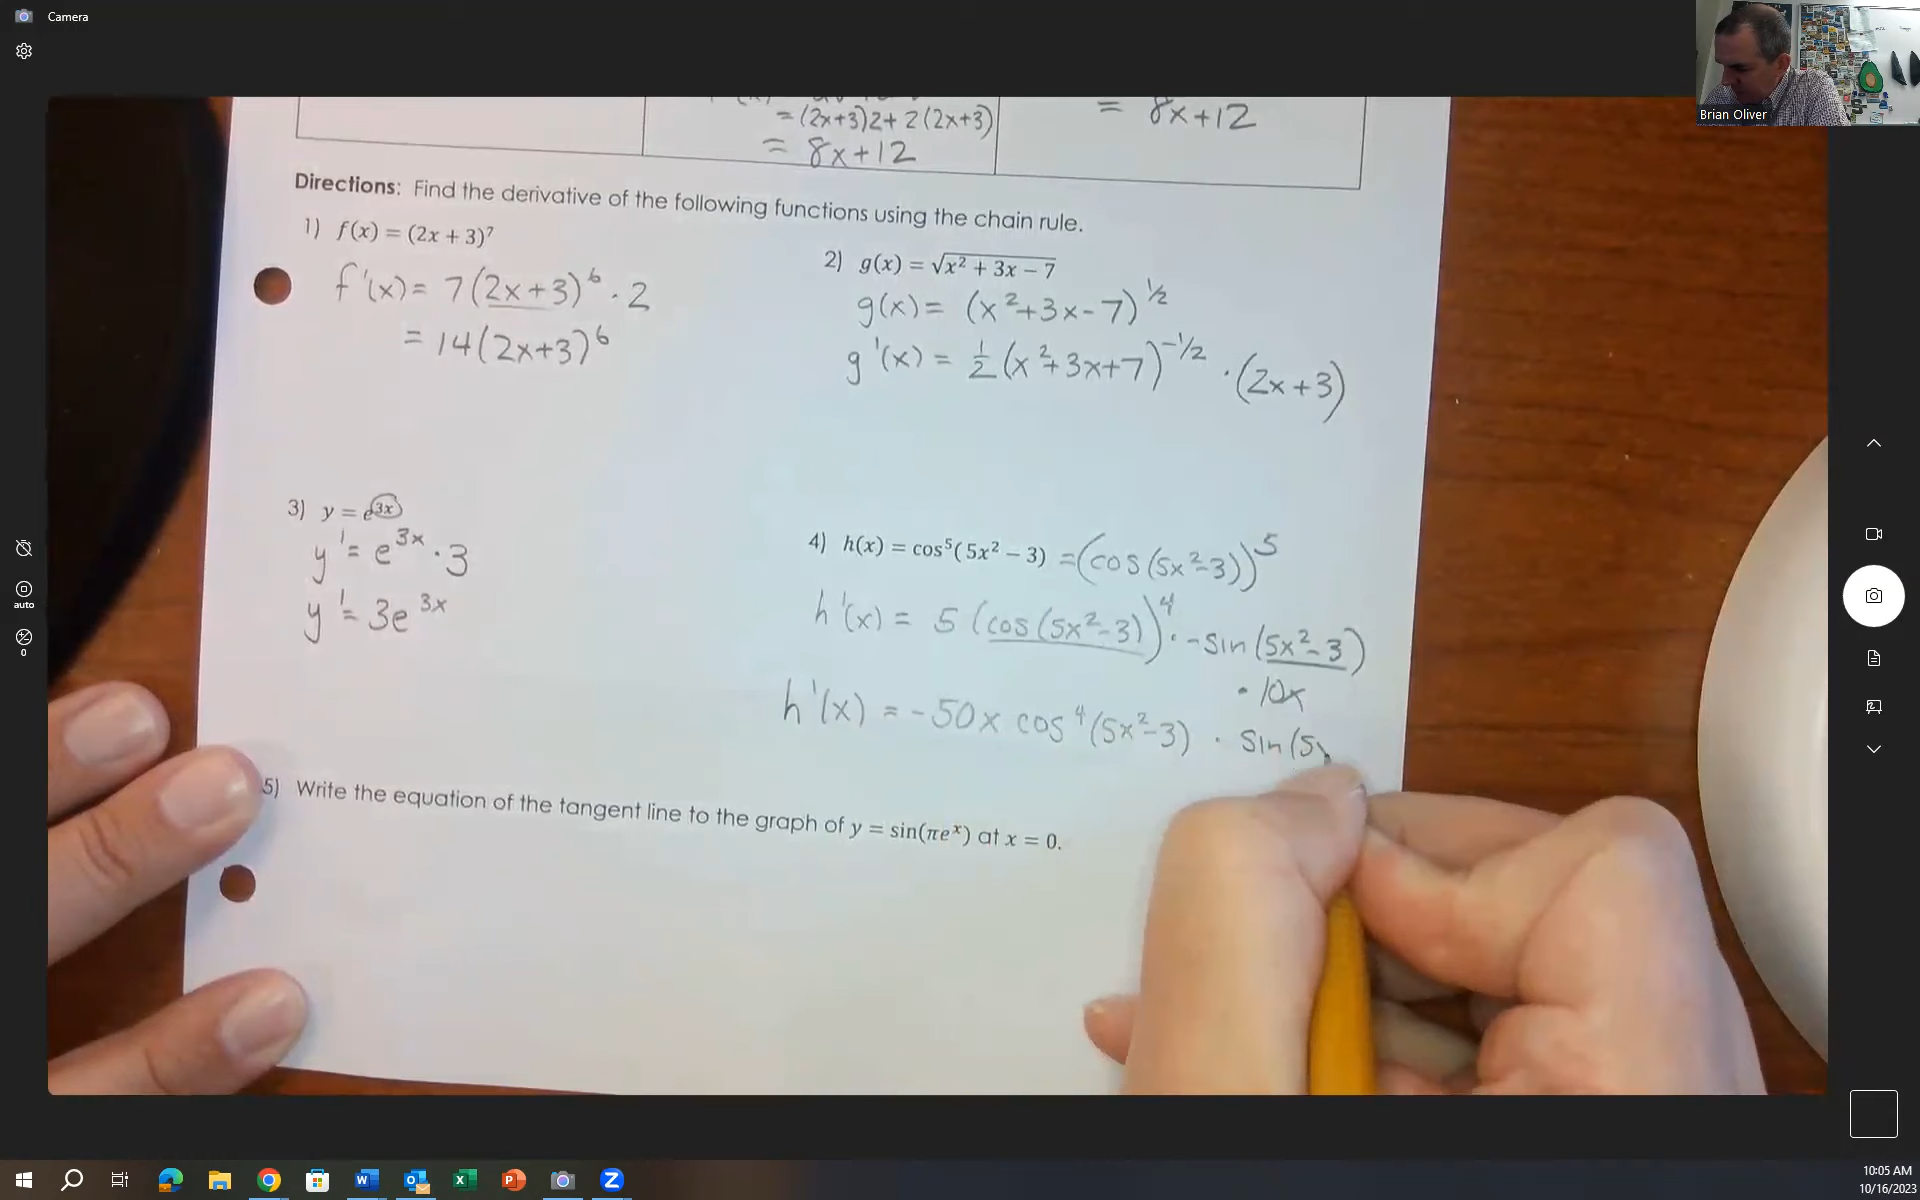 Camera
Brian Oliver
= (2x+3)2+ 2(2x+3)
= 8x+12
= 8x+12
Directions: Find the derivative of the following functions using the chain rule.
1) f(x) = (2x + 3)⁷
f'(x) = 7(2x+3)⁶ · 2
= 14(2x+3)⁶
2) g(x) = √x² + 3x − 7
g(x) = (x²+3x-7)^1/2
g'(x) = 1/2 (x²+3x+7)^-1/2 · (2x+3)
3) y = e^3x
y' = e^3x · 3
y' = 3e^3x
4) h(x) = cos⁵(5x² − 3) = (cos(5x²-3))⁵
h'(x) = 5 (cos(5x²-3))⁴ · -sin(5x²-3)
· 10x
h'(x) = -50x cos⁴(5x²-3) · sin(5
5) Write the equation of the tangent line to the graph of y = sin(πeˣ) at x = 0.
auto
0
10:05 AM
10/16/2023